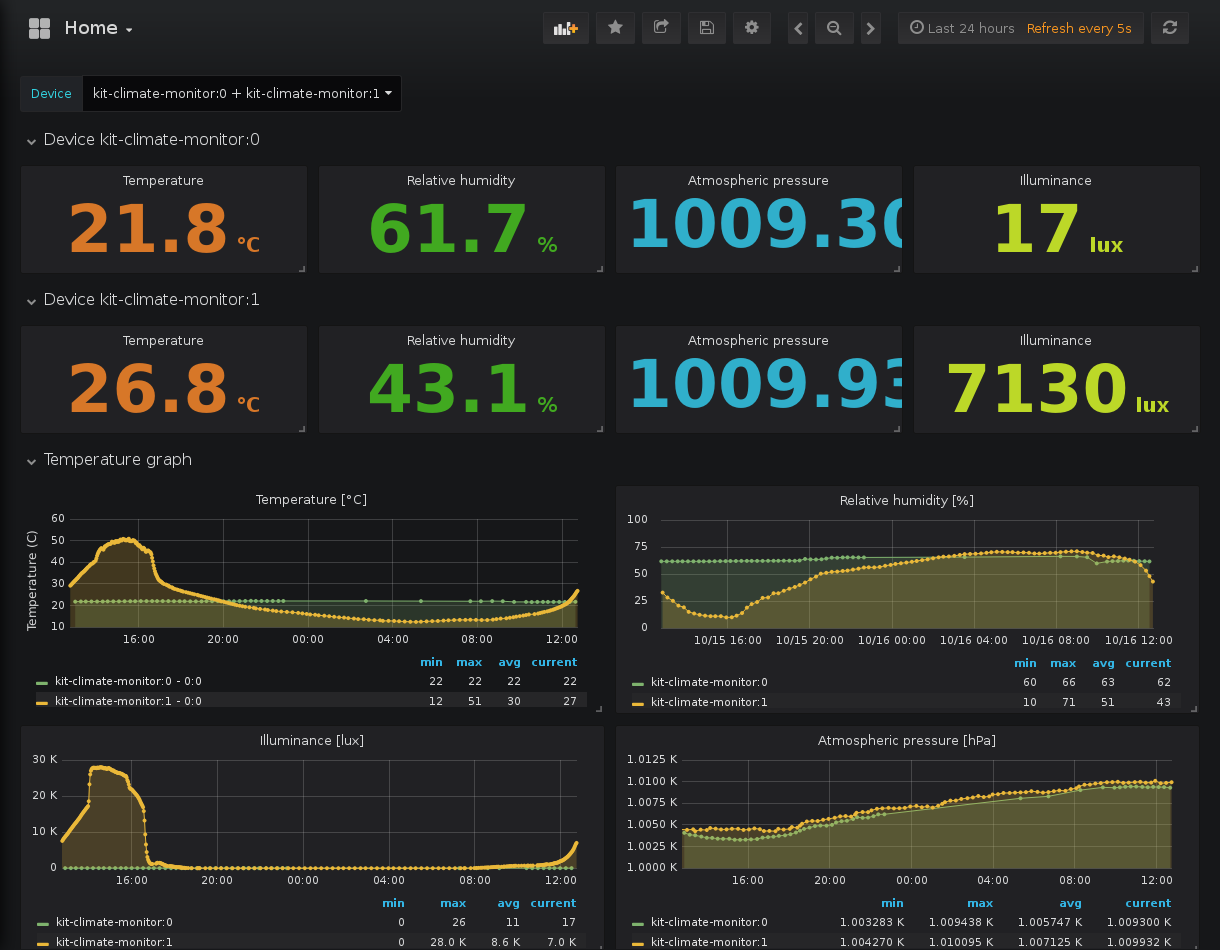 Home
Last 24 hours Refresh every 5s
Device kit-climate-monitor:0 + kit-climate-monitor:1
Device kit-climate-monitor:0
Temperature Relative humidity Atmospheric pressure Illuminance
21.8 °C 61.7 % 1009.30 17 lux
Device kit-climate-monitor:1
Temperature Relative humidity Atmospheric pressure Illuminance
26.8 °C 43.1 % 1009.93 7130 lux
Temperature graph
Temperature [°C]
Temperature (C)
60
50
40
30
20
10
16:00 20:00 00:00 04:00 08:00 12:00
min max avg current
kit-climate-monitor:0 - 0:0 22 22 22 22
kit-climate-monitor:1 - 0:0 12 51 30 27
Relative humidity [%]
100
75
50
25
0
10/15 16:00 10/15 20:00 10/16 00:00 10/16 04:00 10/16 08:00 10/16 12:00
min max avg current
kit-climate-monitor:0 60 66 63 62
kit-climate-monitor:1 10 71 51 43
Illuminance [lux]
30 K
20 K
10 K
0
16:00 20:00 00:00 04:00 08:00 12:00
min max avg current
kit-climate-monitor:0 0 26 11 17
kit-climate-monitor:1 0 28.0 K 8.6 K 7.0 K
Atmospheric pressure [hPa]
1.0125 K
1.0100 K
1.0075 K
1.0050 K
1.0025 K
1.0000 K
16:00 20:00 00:00 04:00 08:00 12:00
min max avg current
kit-climate-monitor:0 1.003283 K 1.009438 K 1.005747 K 1.009300 K
kit-climate-monitor:1 1.004270 K 1.010095 K 1.007125 K 1.009932 K